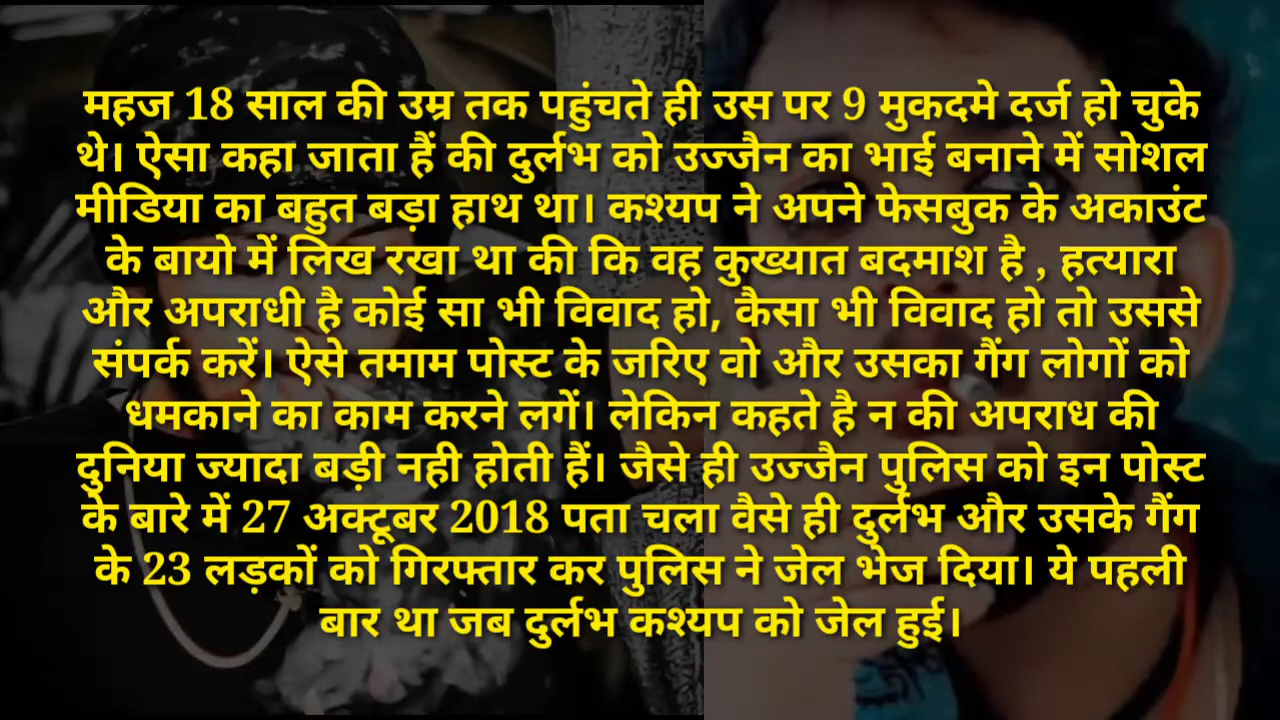 महज 18 साल की उम्र तक पहुंचते ही उस पर 9 मुकदमे दर्ज हो चुके
थे। ऐसा कहा जाता हैं की दुर्लभ को उज्जैन का भाई बनाने में सोशल
मीडिया का बहुत बड़ा हाथ था। कश्यप ने अपने फेसबुक के अकाउंट
के बायो में लिख रखा था की कि वह कुख्यात बदमाश है , हत्यारा
और अपराधी है कोई सा भी विवाद हो, कैसा भी विवाद हो तो उससे
संपर्क करें। ऐसे तमाम पोस्ट के जरिए वो और उसका गैंग लोगों को
धमकाने का काम करने लगें। लेकिन कहते है न की अपराध की
दुनिया ज्यादा बड़ी नही होती हैं। जैसे ही उज्जैन पुलिस को इन पोस्ट
के बारे में 27 अक्टूबर 2018 पता चला वैसे ही दुर्लभ और उसके गैंग
के 23 लड़कों को गिरफ्तार कर पुलिस ने जेल भेज दिया। ये पहली
बार था जब दुर्लभ कश्यप को जेल हुई।